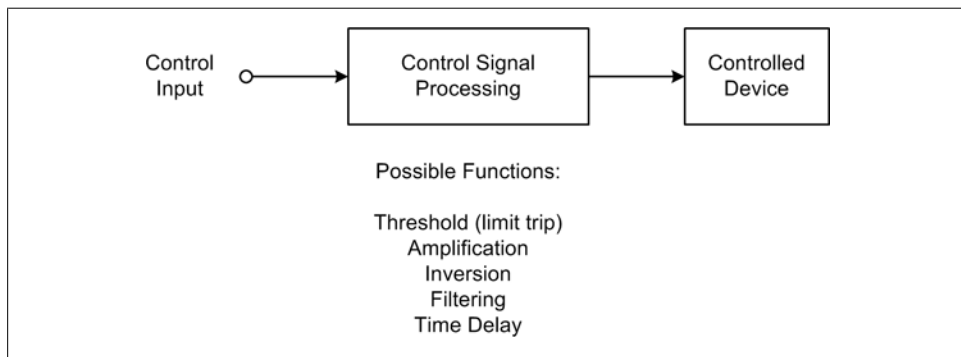 Control
Input
Control Signal
Processing
Controlled
Device
Possible Functions:
Threshold (limit trip)
Amplification
Inversion
Filtering
Time Delay